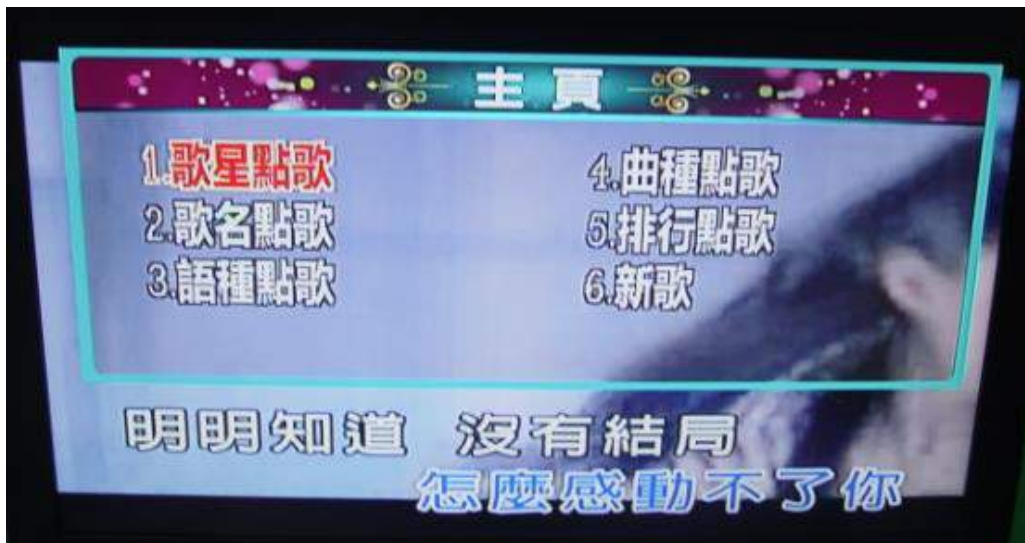 主頁
1.歌星點歌
2.歌名點歌
3.語種點歌
4.曲種點歌
5.排行點歌
6.新歌
明明知道 沒有結局
怎麼感動不了你